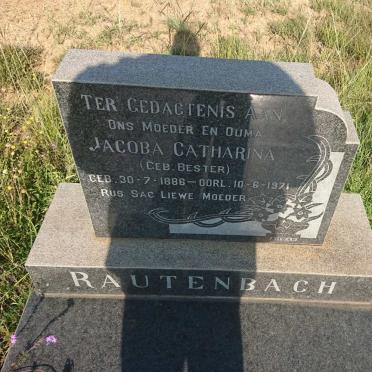 TER GEDAGTENIS AAN
ONS MOEDER EN OUMA
JACOBA CATHARINA
(GEB. BESTER)
GEB. 30-7-1886 - OORL. 10-6-1971
RUS SAG LIEWE MOEDER
RAUTENBACH